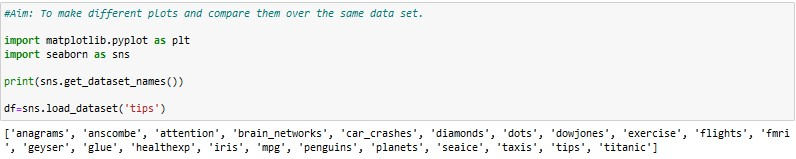 #Aim: To make different plots and compare them over the same data set.
import matplotlib.pyplot as plt
import seaborn as sns
print(sns.get_dataset_names())
df=sns.load_dataset('tips')
['anagrams', 'anscombe', 'attention', 'brain_networks', 'car_crashes', 'diamonds', 'dots', 'dowjones', 'exercise', 'flights', 'fmri
', 'geyser', 'glue', 'healthexp', 'iris', 'mpg', 'penguins', 'planets', 'seaice', 'taxis', 'tips', 'titanic']